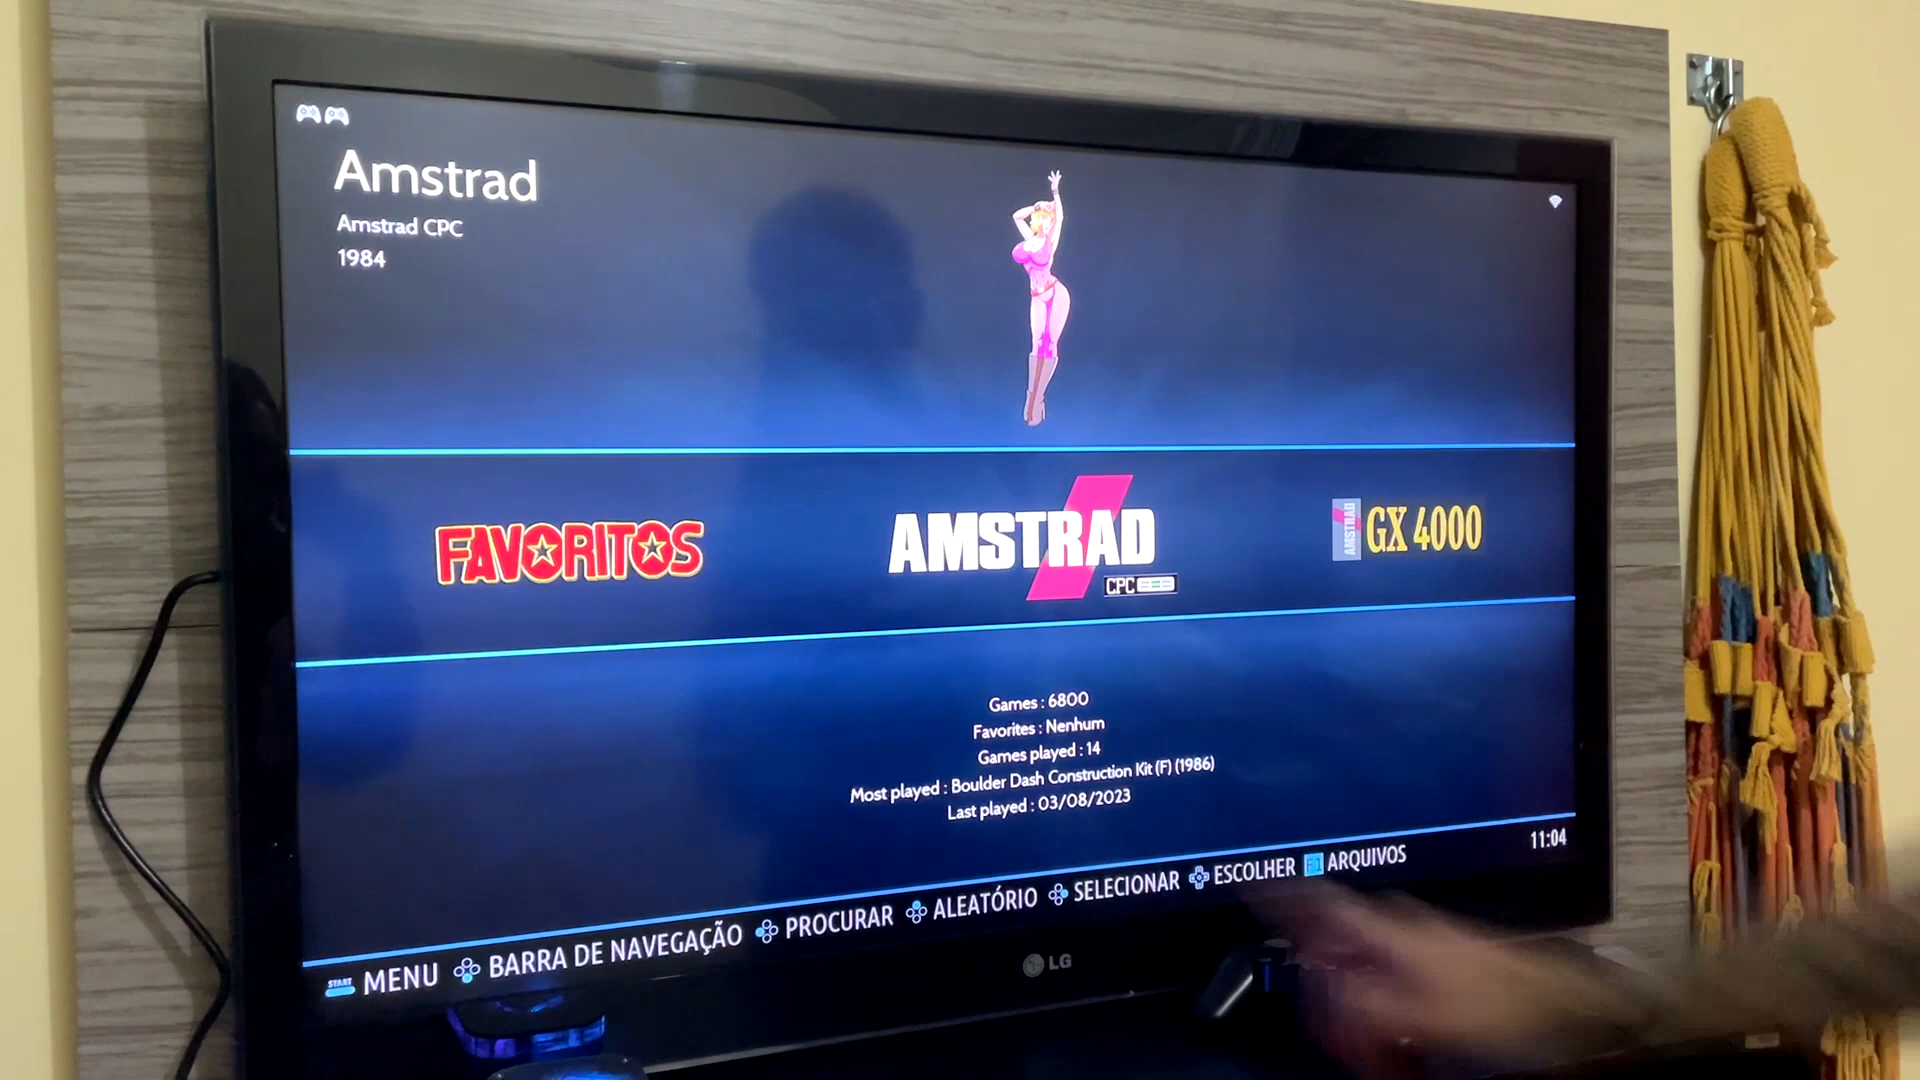 Amstrad
Amstrad CPC
1984
FAVORITOS
AMSTRAD
CPC
AMSTRAD
GX 4000
Games : 6800
Favorites : Nenhum
Games played : 14
Most played : Boulder Dash Construction Kit (F) (1986)
Last played : 03/08/2023
11:04
START MENU BARRA DE NAVEGAÇÃO PROCURAR ALEATÓRIO SELECIONAR ESCOLHER F1 ARQUIVOS
LG